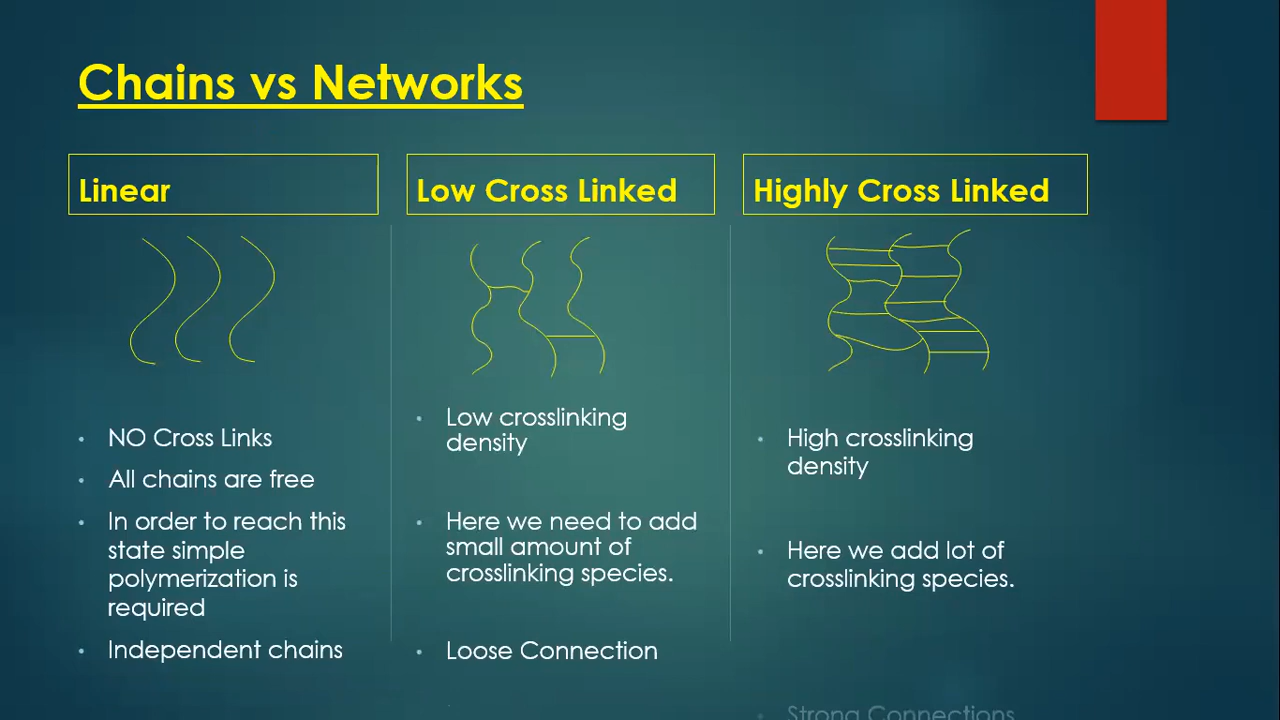 Chains vs Networks
Linear
NO Cross Links
All chains are free
In order to reach this
state simple
polymerization is
required
Independent chains
Low Cross Linked
Low crosslinking
density
Here we need to add
small amount of
crosslinking species.
Loose Connection
Highly Cross Linked
High crosslinking
density
Here we add lot of
crosslinking species.
Strong Connections